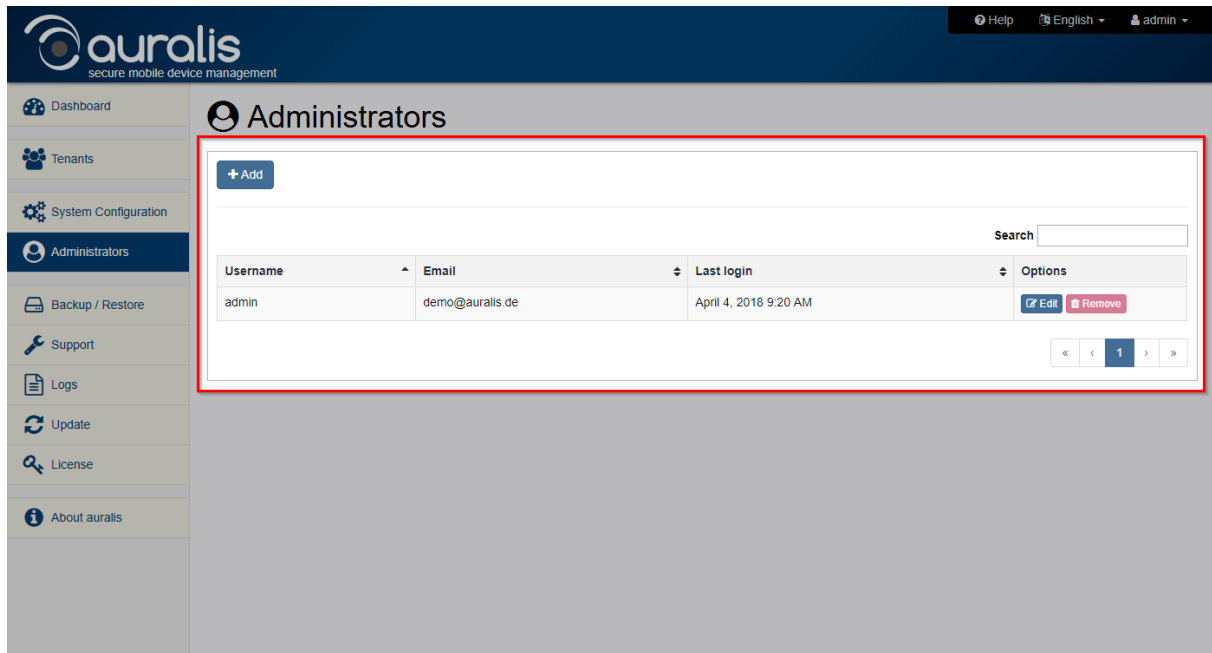 Help English admin
auralis
secure mobile device management
Dashboard
Tenants
System Configuration
Administrators
Backup / Restore
Support
Logs
Update
License
About auralis
Administrators
+ Add
Search
Username Email Last login Options
admin demo@auralis.de April 4, 2018 9:20 AM Edit Remove
« ‹ 1 › »